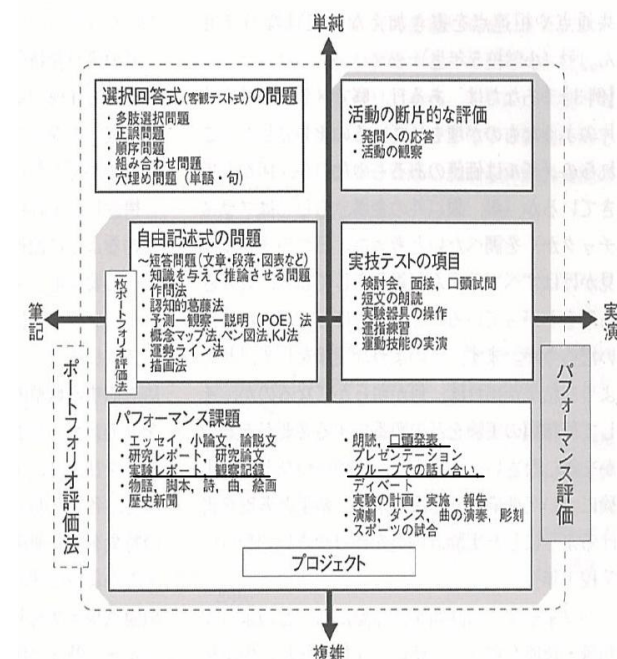 単純
選択回答式(客観テスト式)の問題
・多肢選択問題
・正誤問題
・順序問題
・組み合わせ問題
・穴埋め問題(単語・句)
活動の断片的な評価
・発問への応答
・活動の観察
自由記述式の問題
〜短答問題(文章・段落・図表など)
・知識を与えて推論させる問題
・作問法
・認知的葛藤法
・予測ー観察ー説明(POE)法
・概念マップ法,ベン図法,KJ法
・運勢ライン法
・描画法
一枚ポートフォリオ評価法
実技テストの項目
・検討会、面接、口頭試問
・短文の朗読
・実験器具の操作
・運指練習
・運動技能の実演
筆記
実演
ポートフォリオ評価法
パフォーマンス評価
パフォーマンス課題
・エッセイ,小論文,論説文
・研究レポート,研究論文
・実験レポート,観察記録
・物語,脚本,詩,曲,絵画
・歴史新聞
・朗読,口頭発表,
プレゼンテーション
・グループでの話し合い,
ディベート
・実験の計画・実施・報告
・演劇,ダンス,曲の演奏,彫刻
・スポーツの試合
プロジェクト
複雑